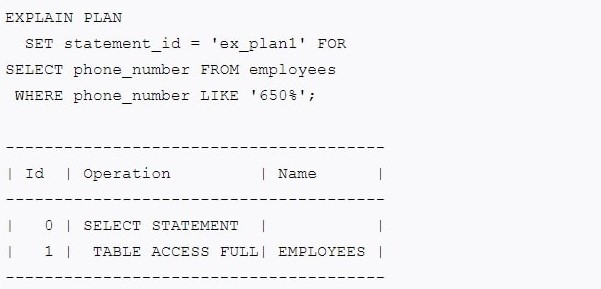 EXPLAIN PLAN
  SET statement_id = 'ex_plan1' FOR
SELECT phone_number FROM employees
 WHERE phone_number LIKE '650%';

---------------------------------------
| Id  | Operation         | Name      |
---------------------------------------
|   0 | SELECT STATEMENT  |           |
|   1 |  TABLE ACCESS FULL| EMPLOYEES |
---------------------------------------